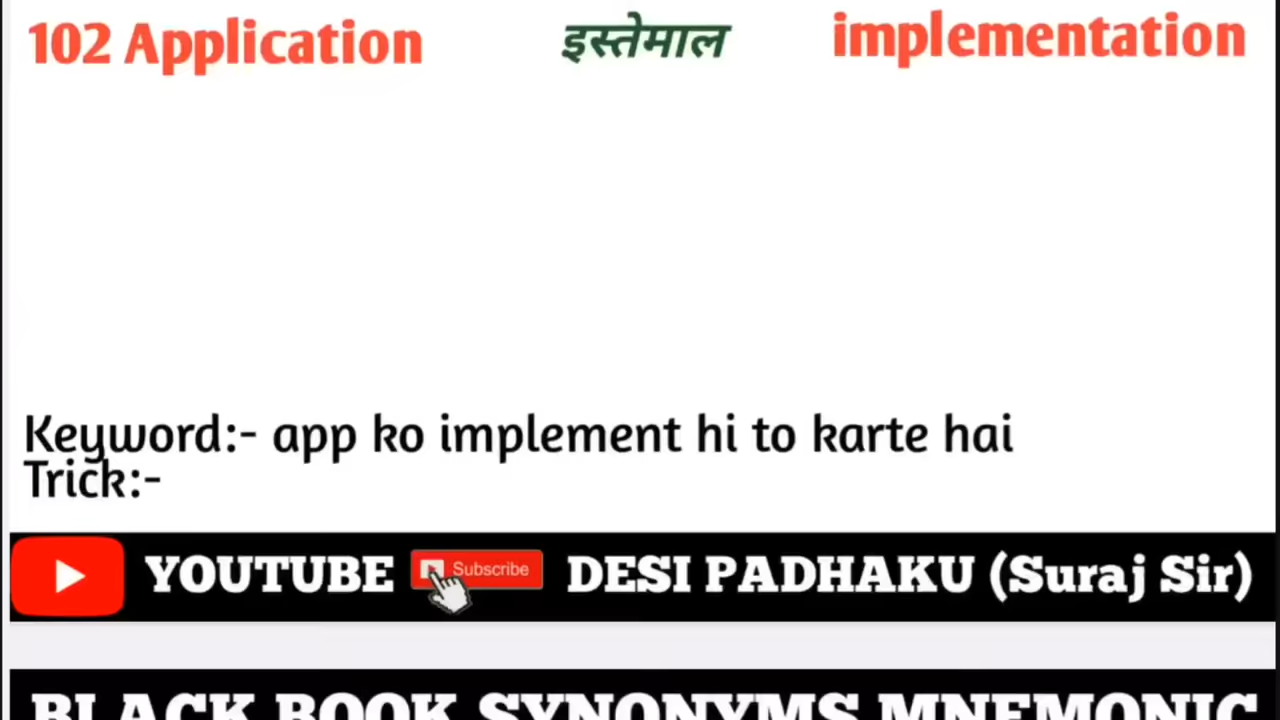 102 Application इस्तेमाल implementation
Keyword:- app ko implement hi to karte hai
Trick:-
YOUTUBE Subscribe DESI PADHAKU (Suraj Sir)
BLACK BOOK SYNONYMS MNEMONIC